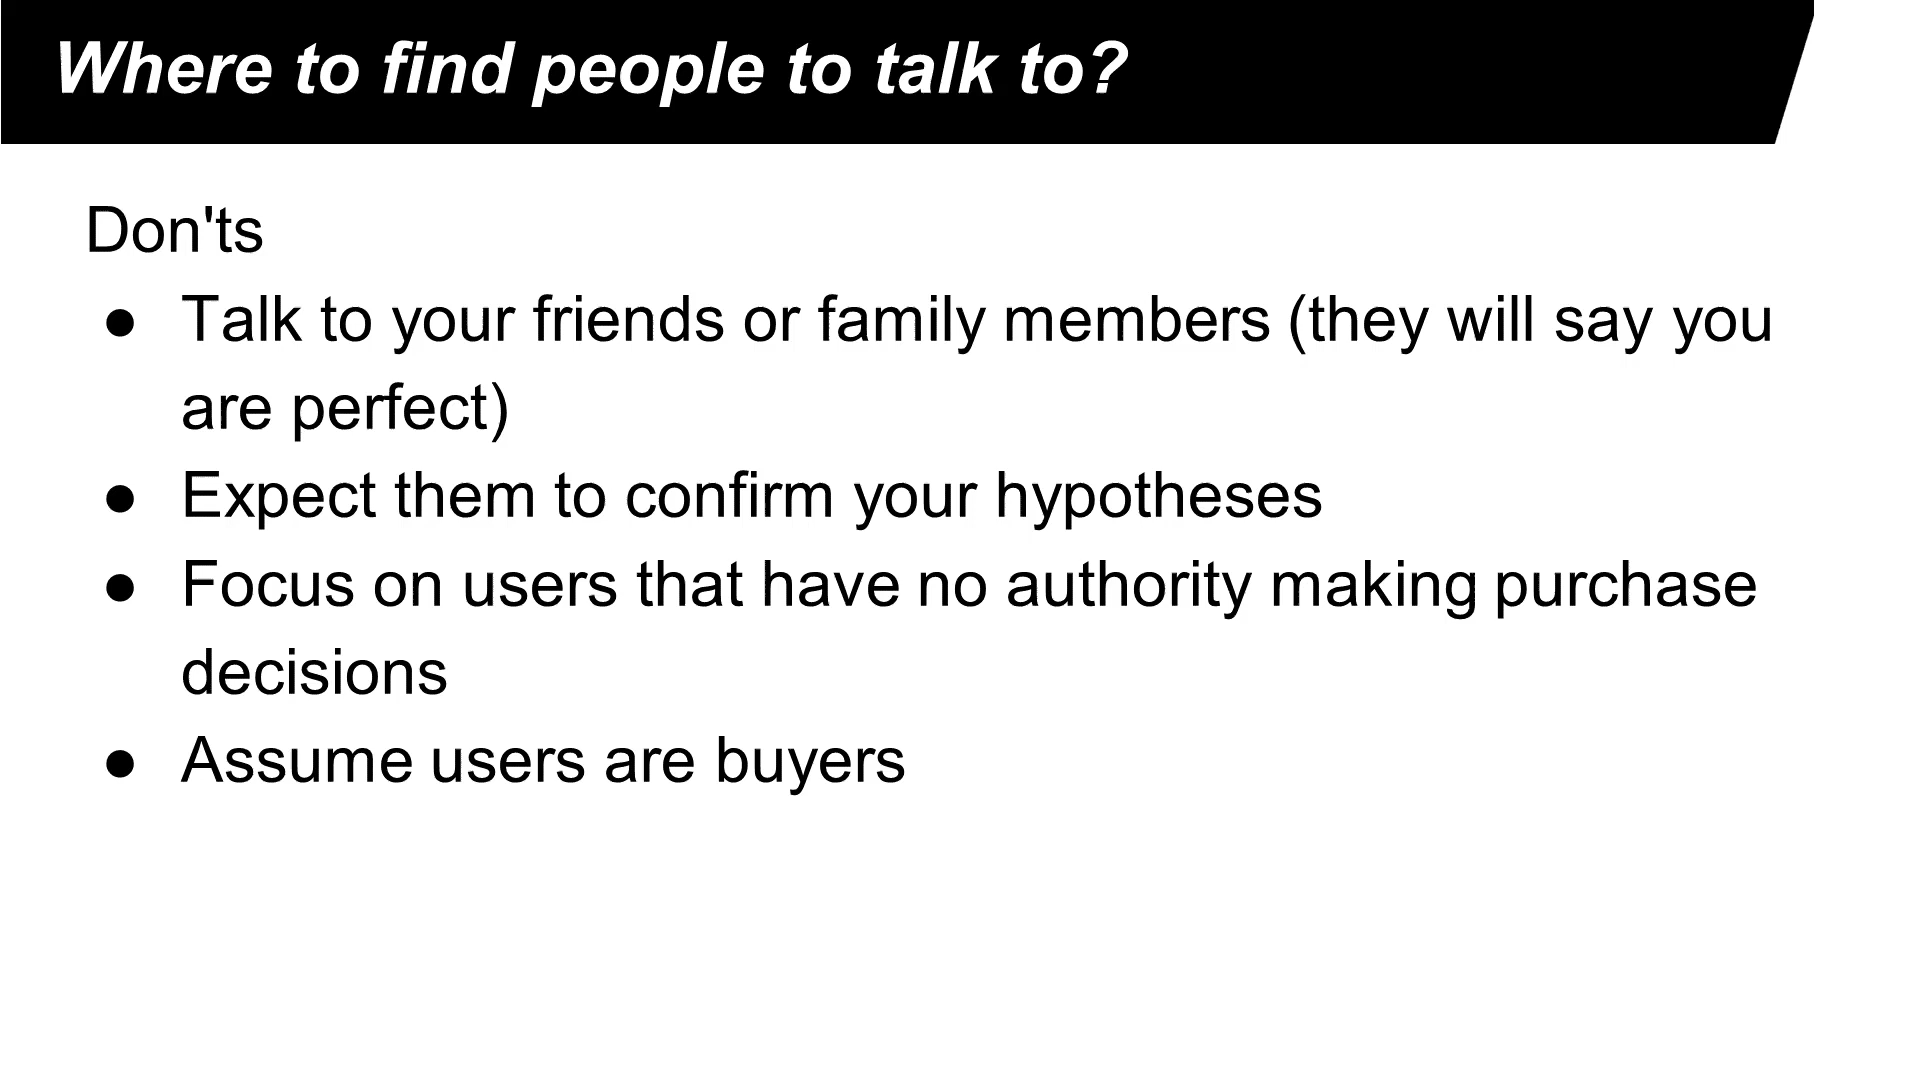 Where to find people to talk to?
Don'ts
● Talk to your friends or family members (they will say you
are perfect)
● Expect them to confirm your hypotheses
● Focus on users that have no authority making purchase
decisions
● Assume users are buyers